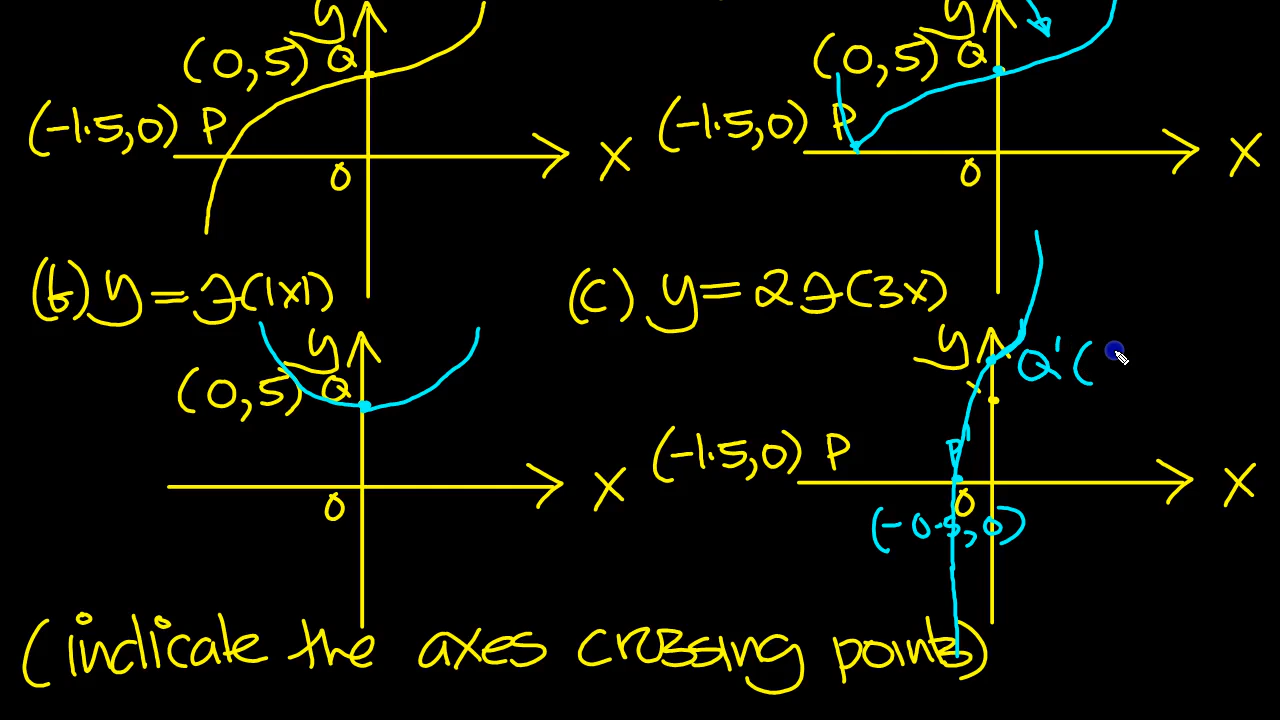 y y
(0,5) Q (0,5) Q
(-1.5,0) P (-1.5,0) P
0 X 0 X
(b) y = f(|x|) (c) y = 2f(3x)
y y
(0,5) Q Q'(
(-1.5,0) P P'
0 X 0 X
(-0.5,0)
(indicate the axes crossing points)